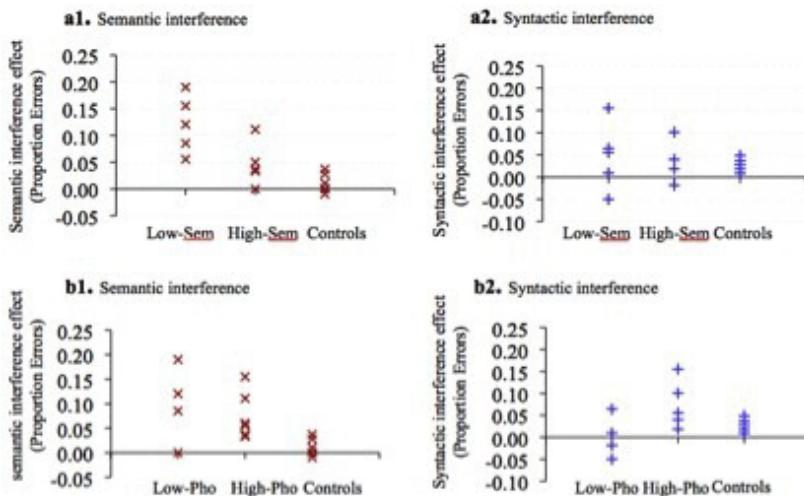 a1. Semantic interference
Semantic interference effect
(Proportion Errors)
0.25
0.20
0.15
0.10
0.05
0.00
-0.05
Low-Sem High-Sem Controls
a2. Syntactic interference
Syntactic interference effect
(Proportion Errors)
0.25
0.20
0.15
0.10
0.05
0.00
-0.05
-0.10
Low-Sem High-Sem Controls
b1. Semantic interference
semantic interference effect
(Proportion Errors)
0.25
0.20
0.15
0.10
0.05
0.00
-0.05
Low-Pho High-Pho Controls
b2. Syntactic interference
Syntactic interference effect
(Proportion Errors)
0.25
0.20
0.15
0.10
0.05
0.00
-0.05
-0.10
Low-Pho High-Pho Controls